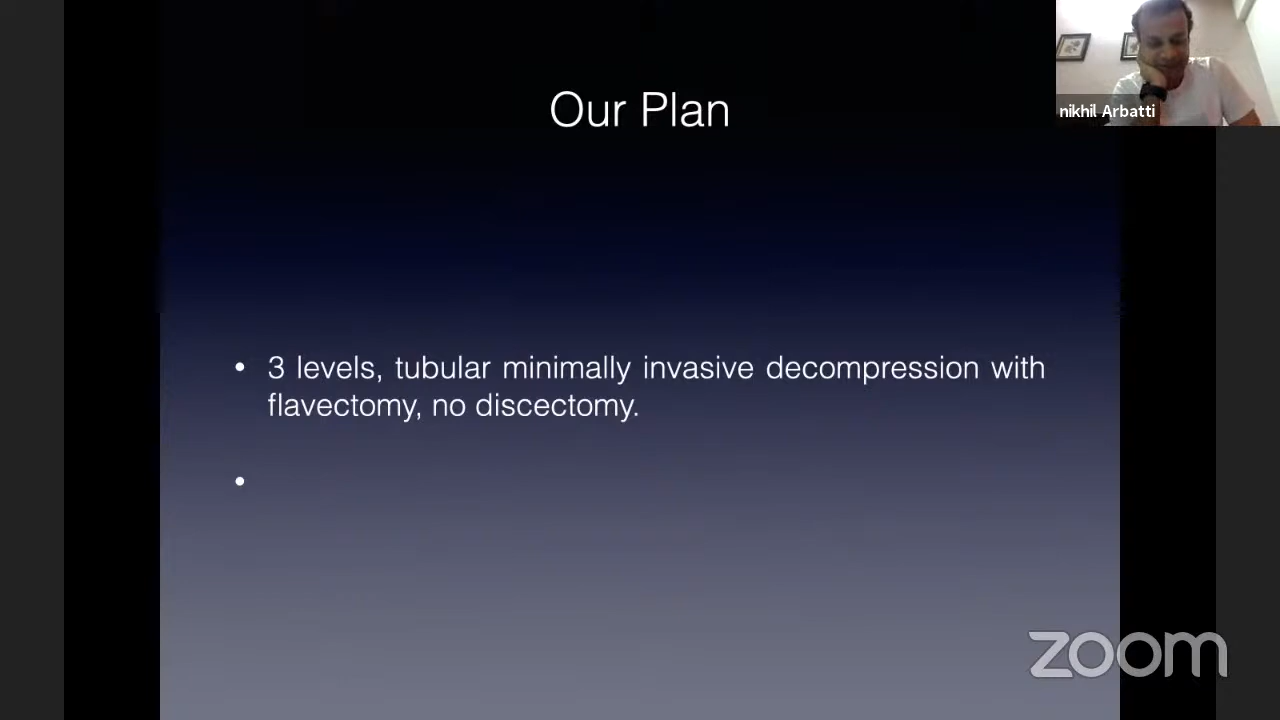 Our Plan
nikhil Arbatti
• 3 levels, tubular minimally invasive decompression with
flavectomy, no discectomy.
•
zoom